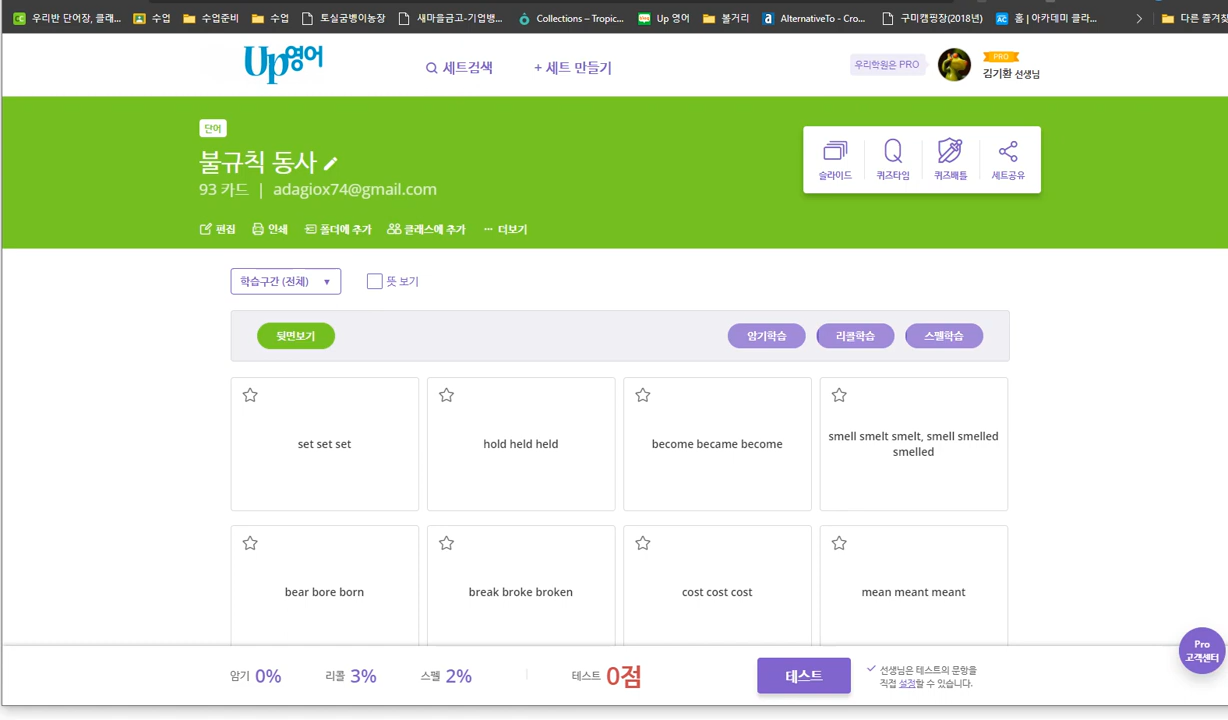 우리반 단어장, 클래... 수업 수업준비 수업 토실굼벵이농장 새마을금고-기업뱅... Collections – Tropic... Up 영어 볼거리 AlternativeTo - Cro... 구미캠핑장(2018년) 홈 | 아카데미 클라... 다른 즐겨찾
Up영어
세트검색
+ 세트 만들기
우리학원은 PRO
PRO
김기환 선생님
단어
불규칙 동사
93 카드 | adagiox74@gmail.com
슬라이드 퀴즈타임 퀴즈배틀 세트공유
편집 인쇄 폴더에 추가 클래스에 추가 ··· 더보기
학습구간 (전체) ▼ 뜻 보기
뒷면보기 암기학습 리콜학습 스펠학습
set set set
hold held held
become became become
smell smelt smelt, smell smelled
smelled
bear bore born
break broke broken
cost cost cost
mean meant meant
Pro
고객센터
암기 0% 리콜 3% 스펠 2% 테스트 0점
테스트
선생님은 테스트의 문항을
직접 설정할 수 있습니다.